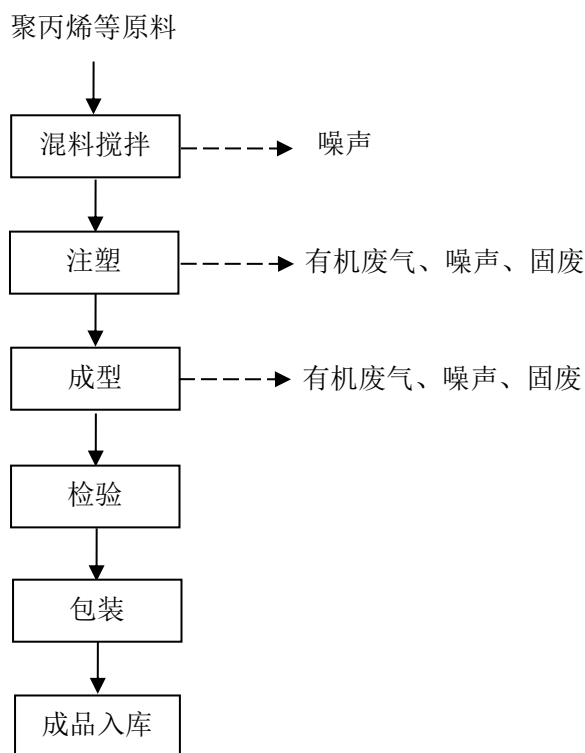 聚丙烯等原料
混料搅拌
噪声
注塑
有机废气、噪声、固废
成型
有机废气、噪声、固废
检验
包装
成品入库